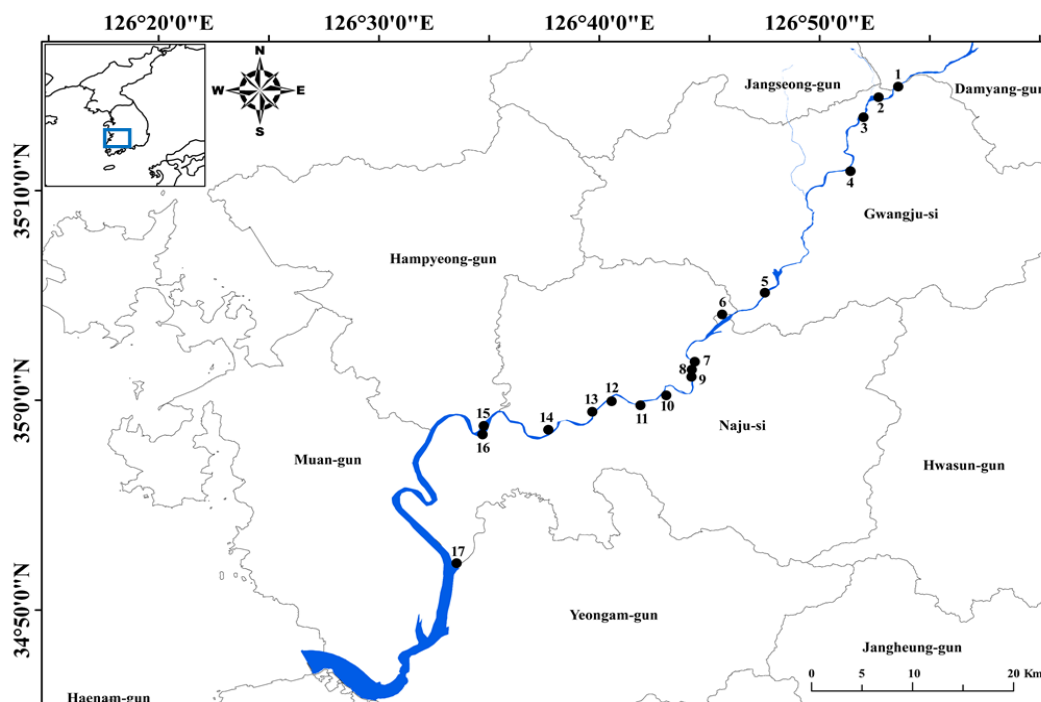 126°20'0"E 126°30'0"E 126°40'0"E 126°50'0"E
N
W E
S
Jangseong-gun
1
Damyang-gun
2
3
35°10'0"N
4
Gwangju-si
Hampyeong-gun
5
6
7
8
9
35°0'0"N
10
12
13
11
15
14
16
Naju-si
Muan-gun
Hwasun-gun
17
34°50'0"N
Yeongam-gun
Jangheung-gun
0 10 20 Km
Haenam-gun